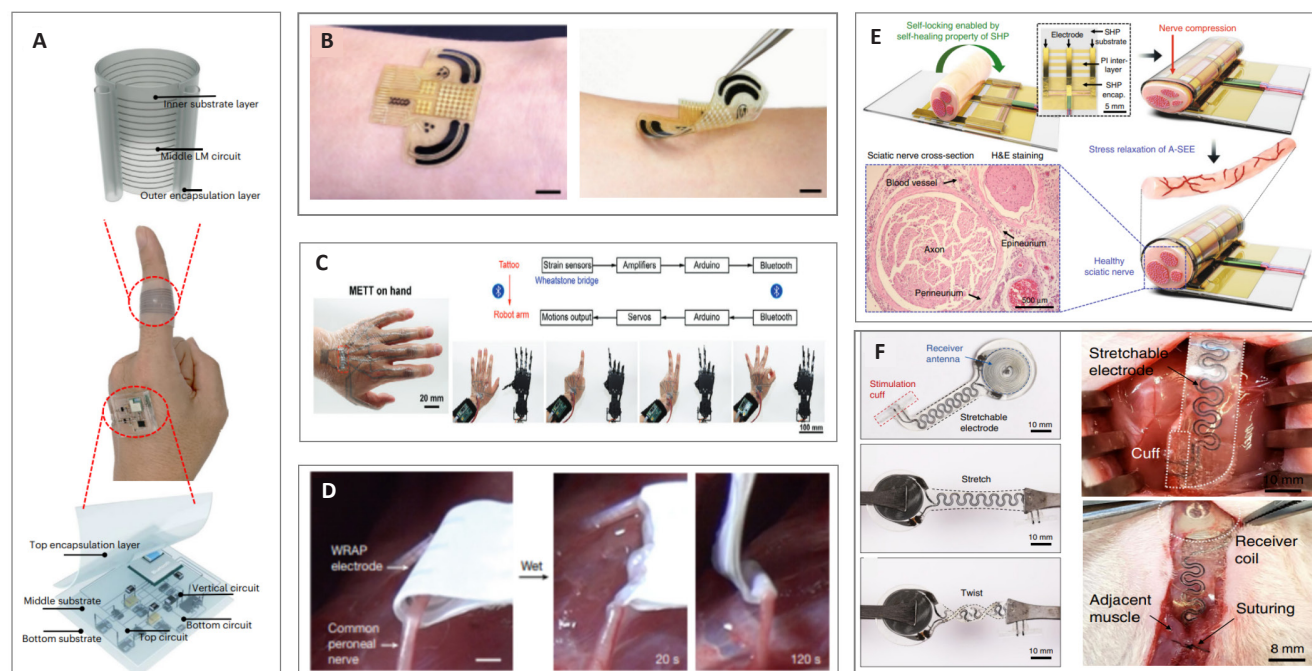 A
Inner substrate layer
Middle LM circuit
Outer encapsulation layer
Top encapsulation layer
Middle substrate
Vertical circuit
Bottom substrate
Top circuit
Bottom circuit
B
C
METT on hand
20 mm
Tattoo
Robot arm
Strain sensors
Amplifiers
Arduino
Bluetooth
Wheatstone bridge
Motions output
Servos
Arduino
Bluetooth
100 mm
D
WRAP
electrode
Common
peroneal
nerve
Wet
20 s
120 s
E
Self-locking enabled by
self-healing property of SHP
Electrode
SHP
substrate
PI inter-
layer
SHP
encap.
5 mm
Nerve compression
Stress relaxation of A-SEE
Sciatic nerve cross-section
H&E staining
Blood vessel
Epineurium
Axon
Perineurium
500 μm
Healthy
sciatic nerve
F
Receiver
antenna
Stimulation
cuff
Stretchable
electrode
10 mm
Stretch
10 mm
Twist
10 mm
Stretchable
electrode
Cuff
10 mm
Receiver
coil
Adjacent
muscle
Suturing
8 mm